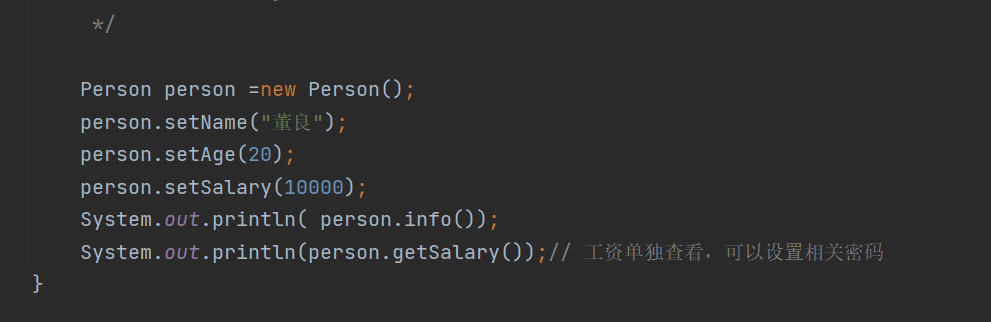 */
Person person =new Person();
person.setName("董良");
person.setAge(20);
person.setSalary(10000);
System.out.println( person.info());
System.out.println(person.getSalary());// 工资单独查看，可以设置相关密码
}